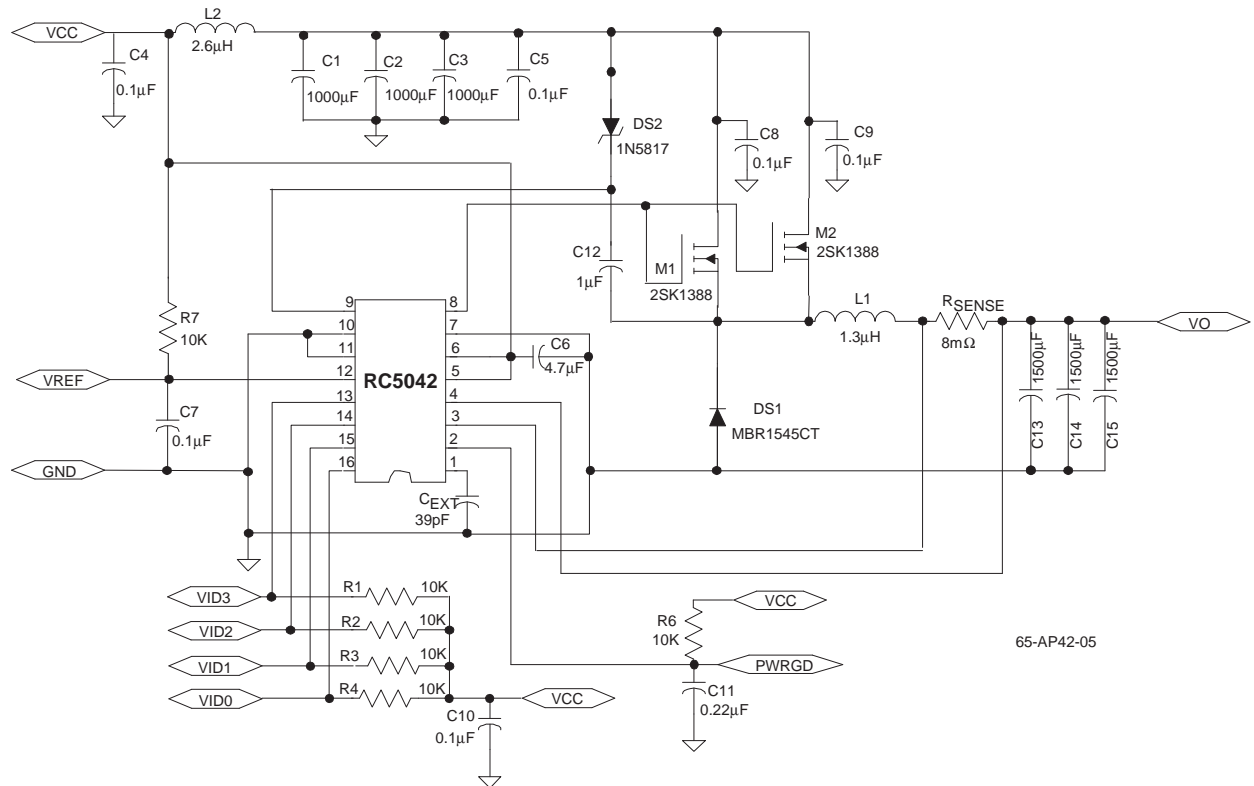 L2
VCC
2.6μH
C4
0.1μF
C1
1000μF
C2
1000μF
C3
1000μF
C5
0.1μF
DS2
1N5817
C8
0.1μF
C9
0.1μF
M2
2SK1388
M1
2SK1388
C12
1μF
R7
10K
L1
1.3μH
RSENSE
8mΩ
VO
9
10
11
12
13
14
15
16
RC5042
8
7
6
5
4
3
2
1
C6
4.7μF
VREF
C7
0.1μF
GND
DS1
MBR1545CT
1500μF
C13
1500μF
C14
1500μF
C15
CEXT
39pF
VID3
R1
10K
VID2
R2
10K
VID1
R3
10K
VID0
R4
10K
VCC
C10
0.1μF
VCC
R6
10K
PWRGD
C11
0.22μF
65-AP42-05